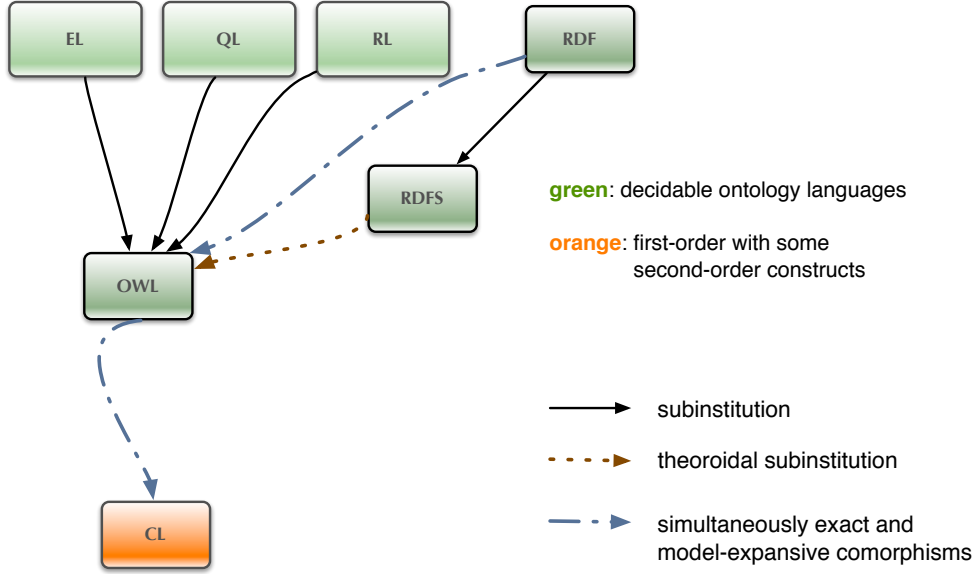 EL
QL
RL
RDF
RDFS
OWL
CL
green: decidable ontology languages
orange: first-order with some
second-order constructs
subinstitution
theoroidal subinstitution
simultaneously exact and
model-expansive comorphisms